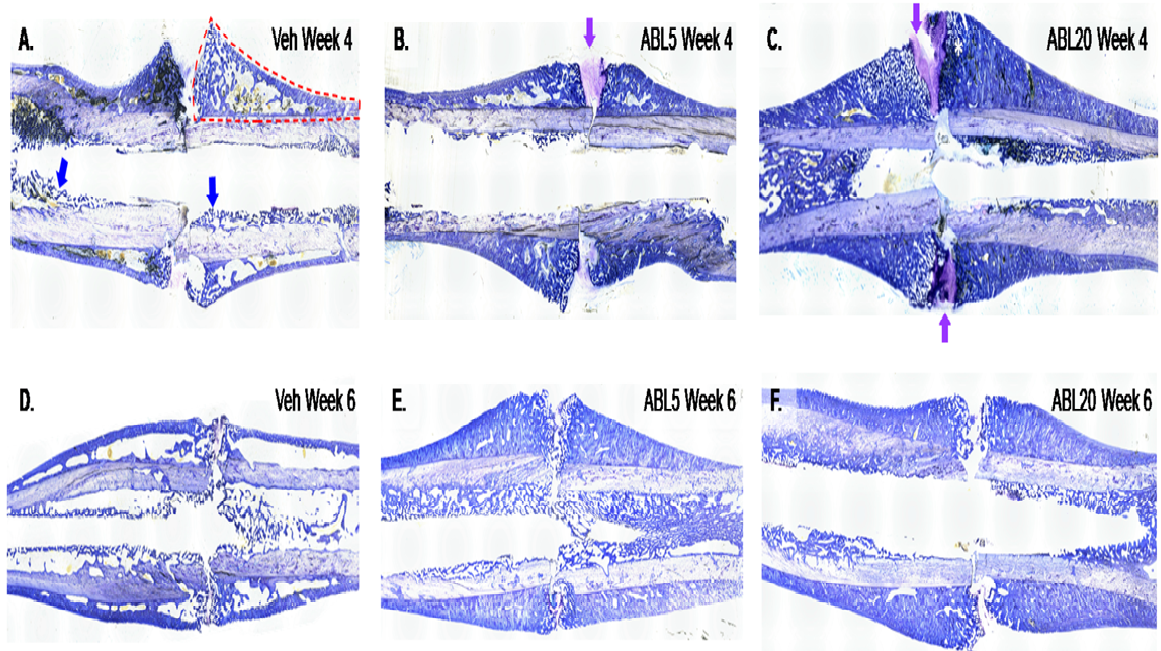 A. Veh Week 4
B. ABL5 Week 4
C. ABL20 Week 4
*
D. Veh Week 6
E. ABL5 Week 6
F. ABL20 Week 6